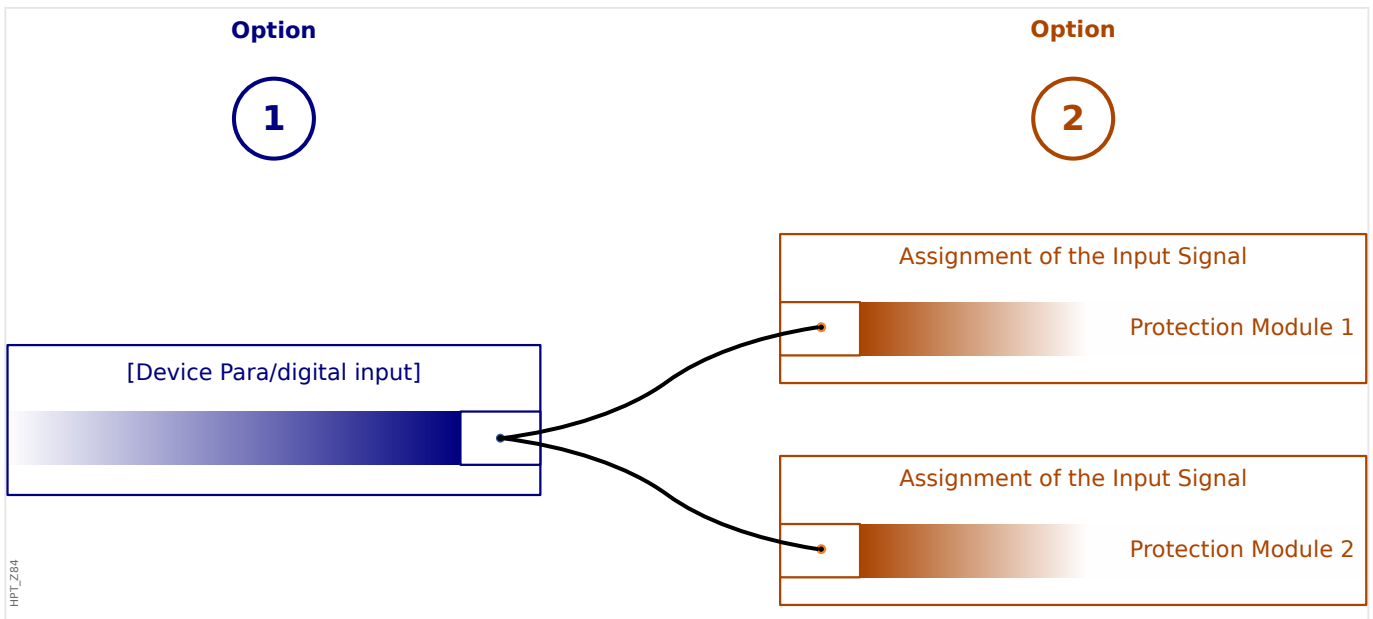 Option
1
Option
2
[Device Para/digital input]
Assignment of the Input Signal
Protection Module 1
Assignment of the Input Signal
Protection Module 2
HPT_Z84